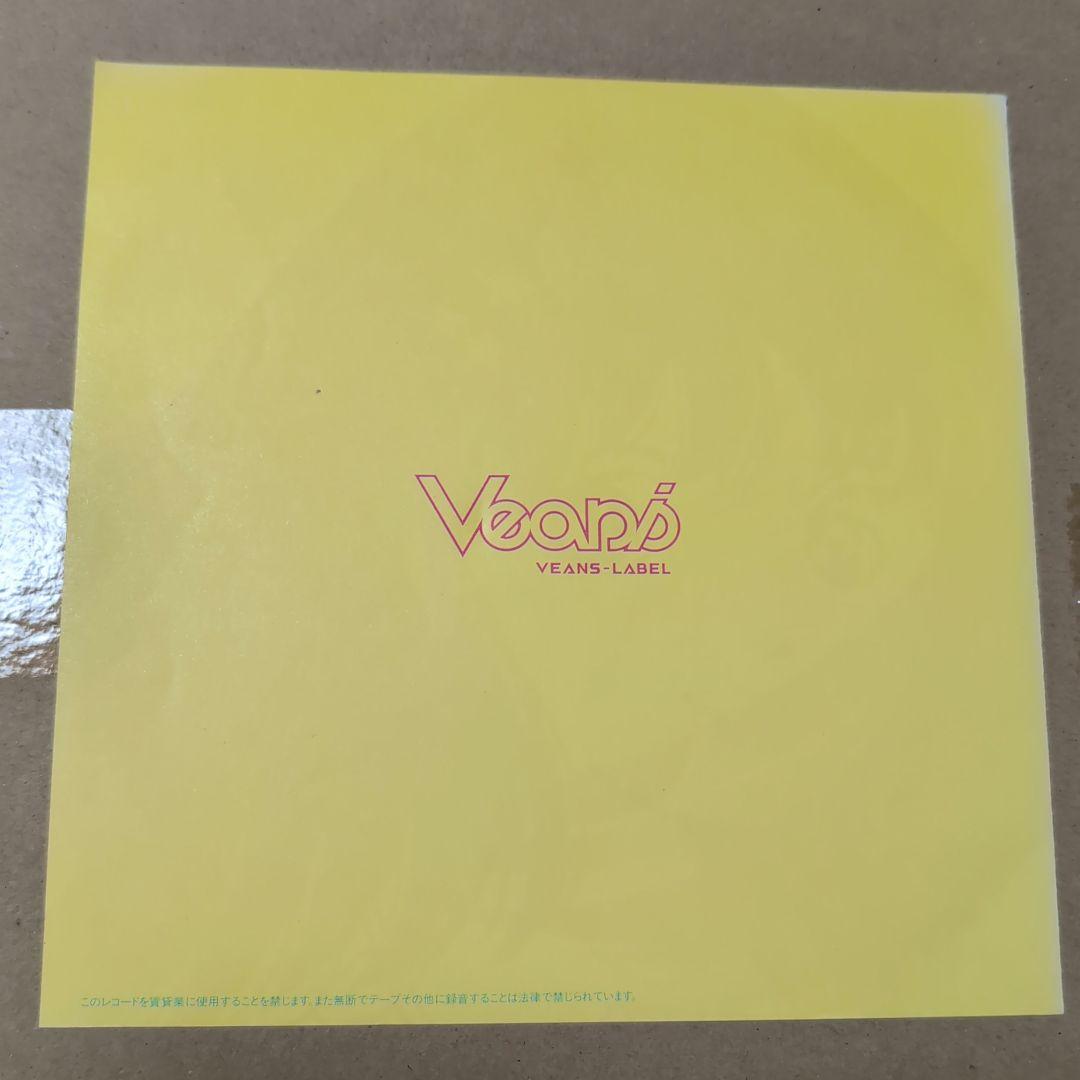 Veans
VEANS-LABEL
このレコードを賃貸業に使用することを禁じます。また無断でテープその他に録音することは法律で禁じられています。